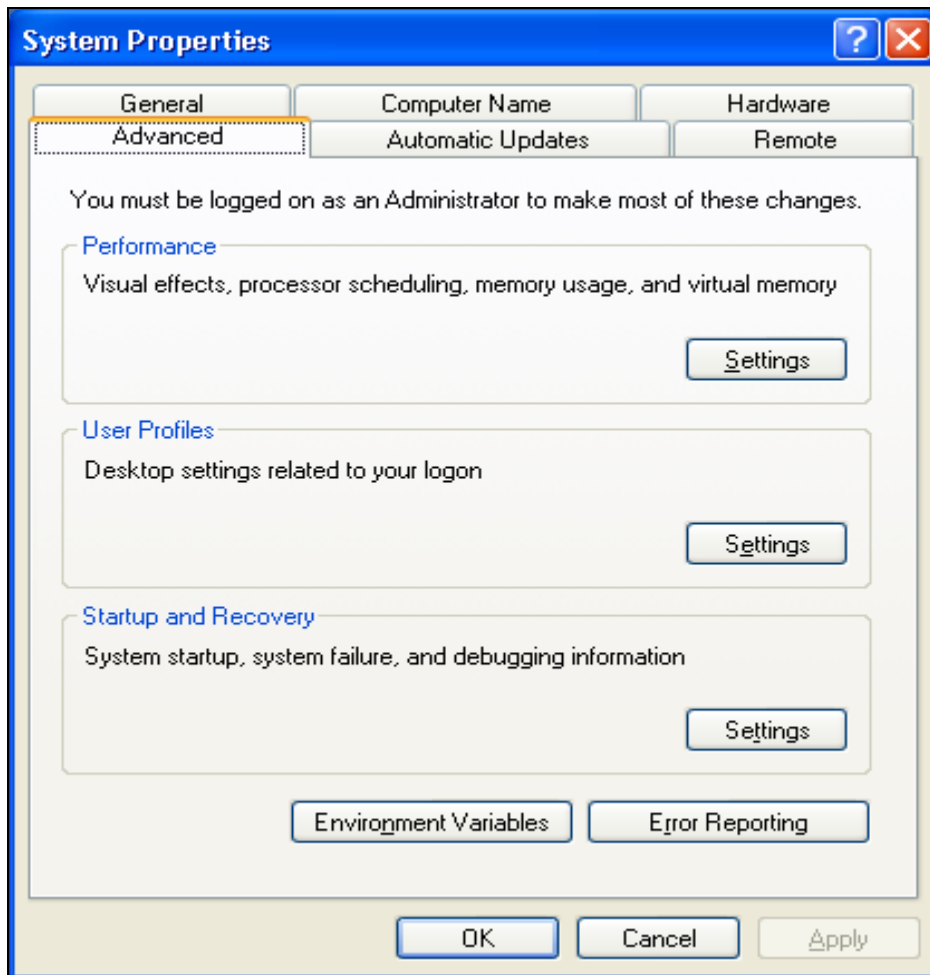 System Properties
General Computer Name Hardware
Advanced Automatic Updates Remote
You must be logged on as an Administrator to make most of these changes.
Performance
Visual effects, processor scheduling, memory usage, and virtual memory
Settings
User Profiles
Desktop settings related to your logon
Settings
Startup and Recovery
System startup, system failure, and debugging information
Settings
Environment Variables Error Reporting
OK Cancel Apply